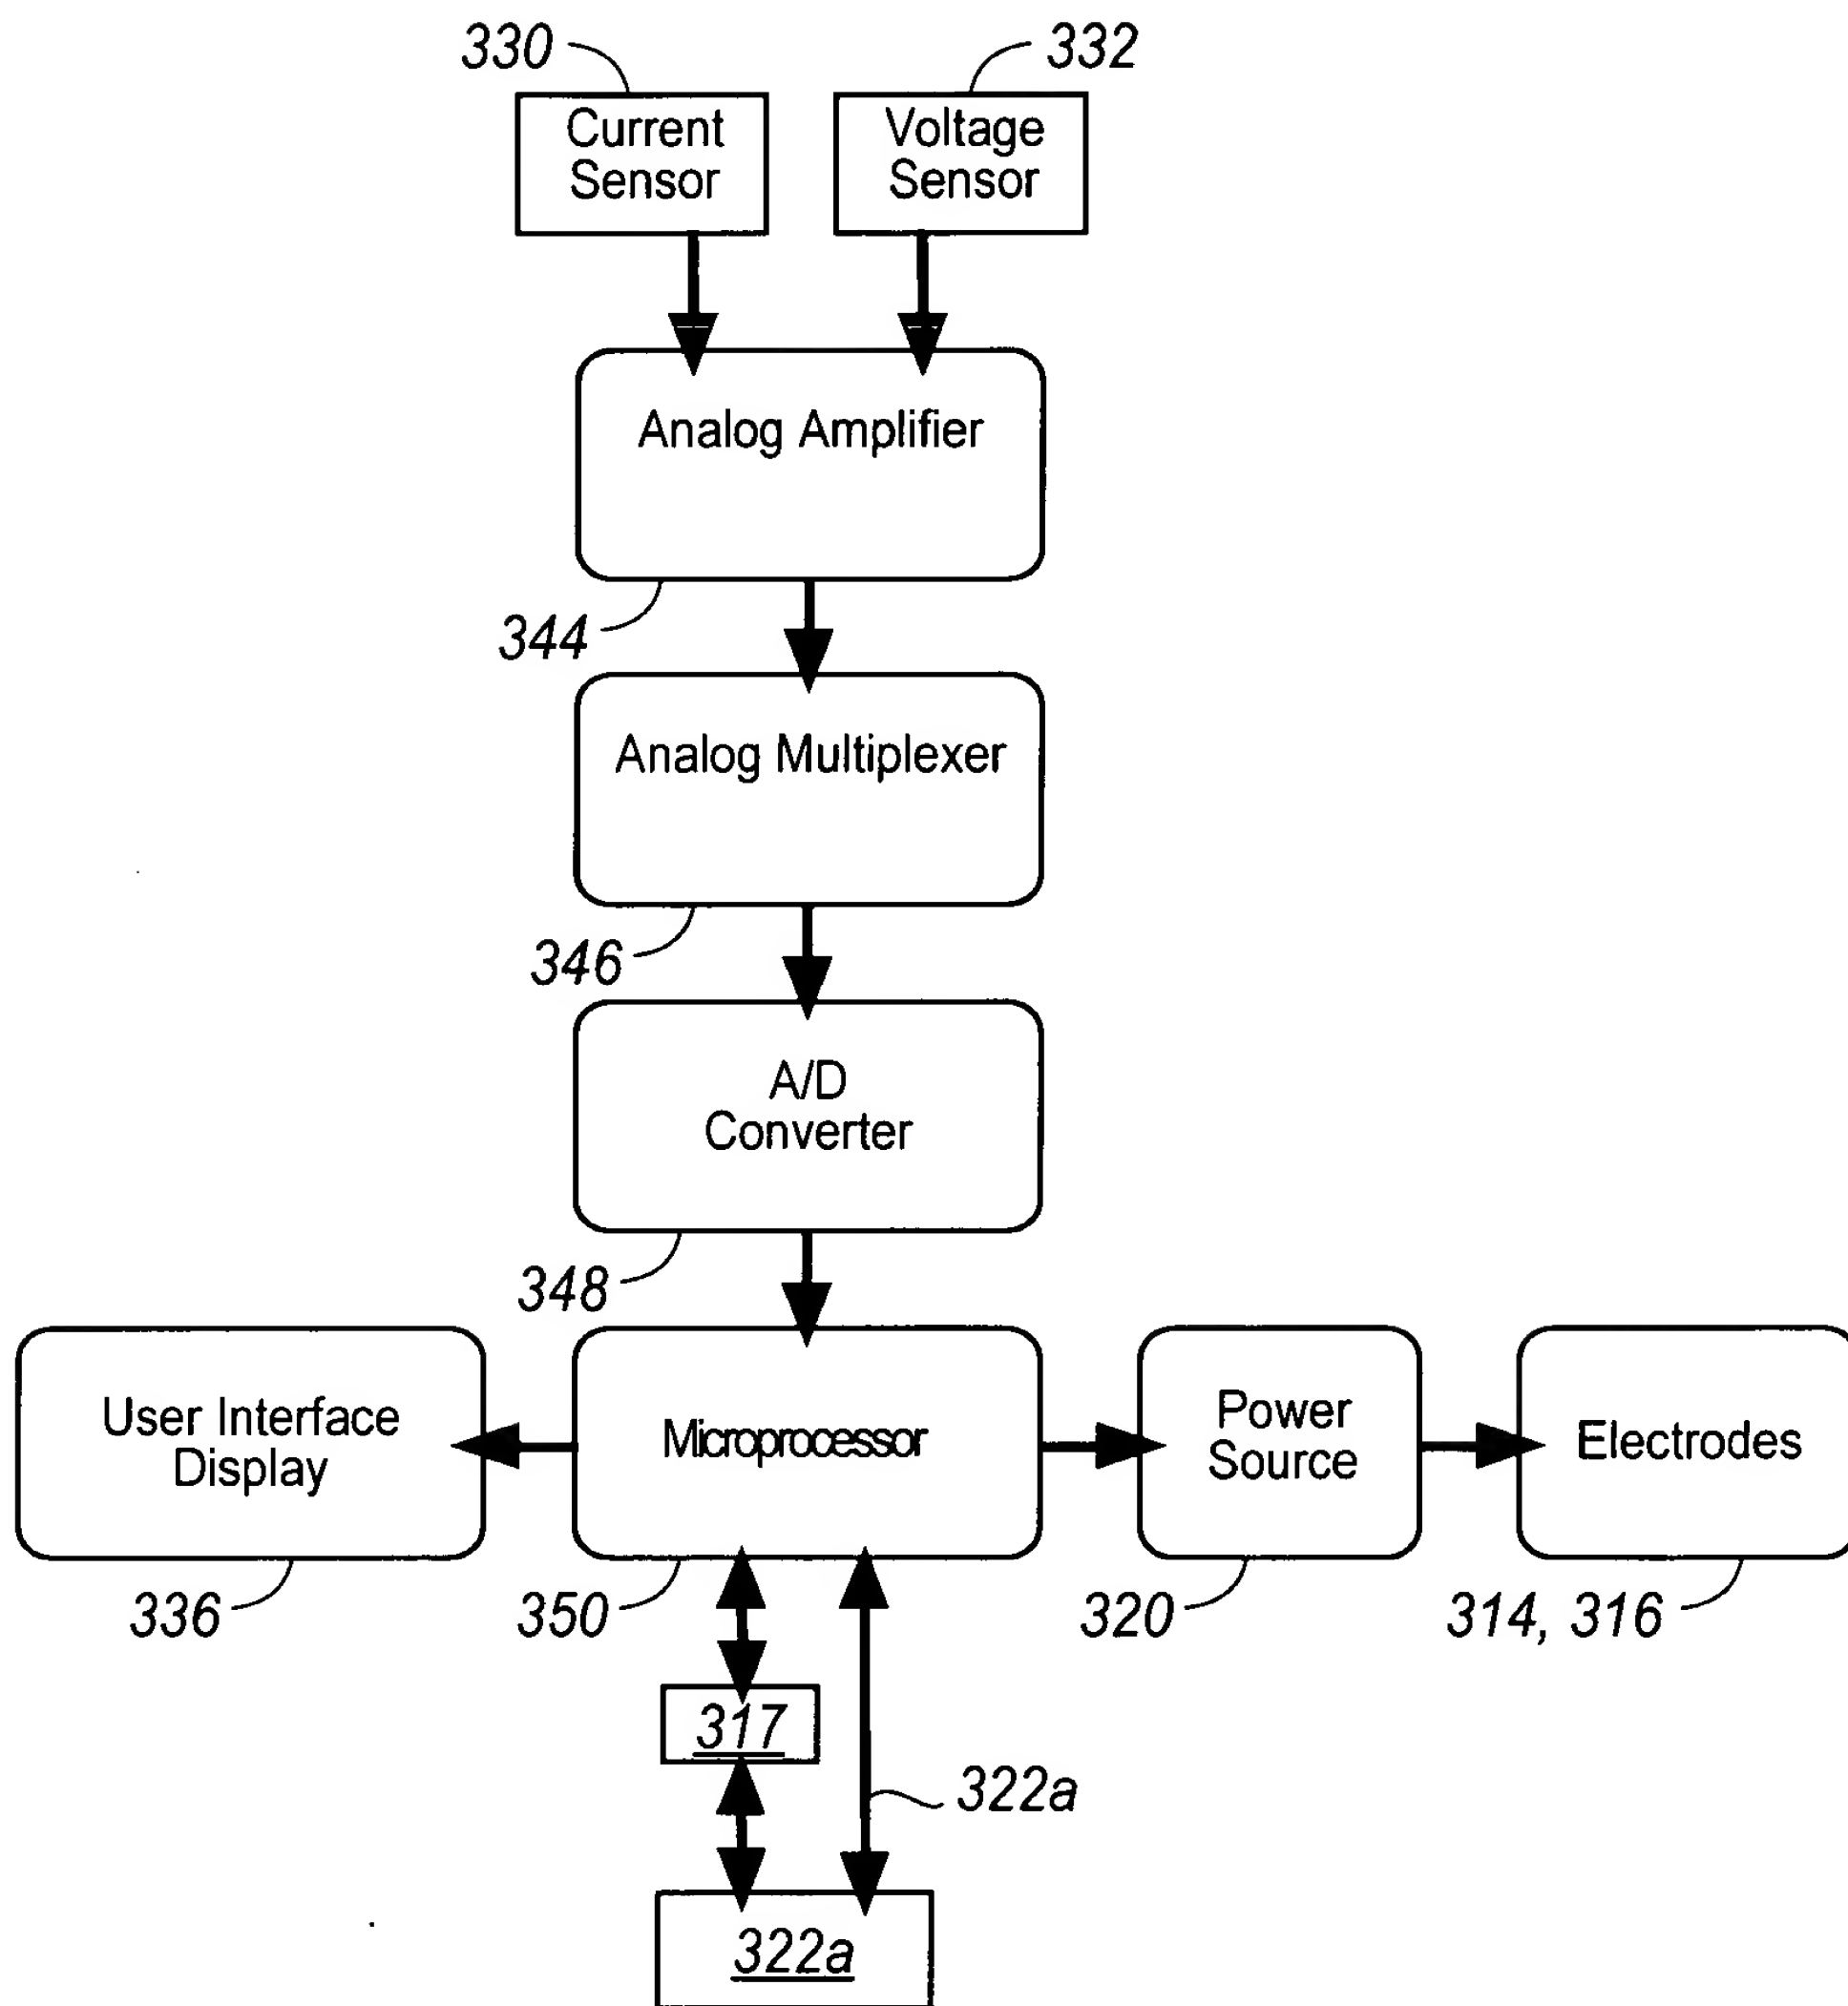 330
332
Current
Sensor
Voltage
Sensor
Analog Amplifier
344
Analog Multiplexer
346
A/D
Converter
348
User Interface
Display
Microprocessor
Power
Source
Electrodes
336
350
320
314, 316
317
322a
322a